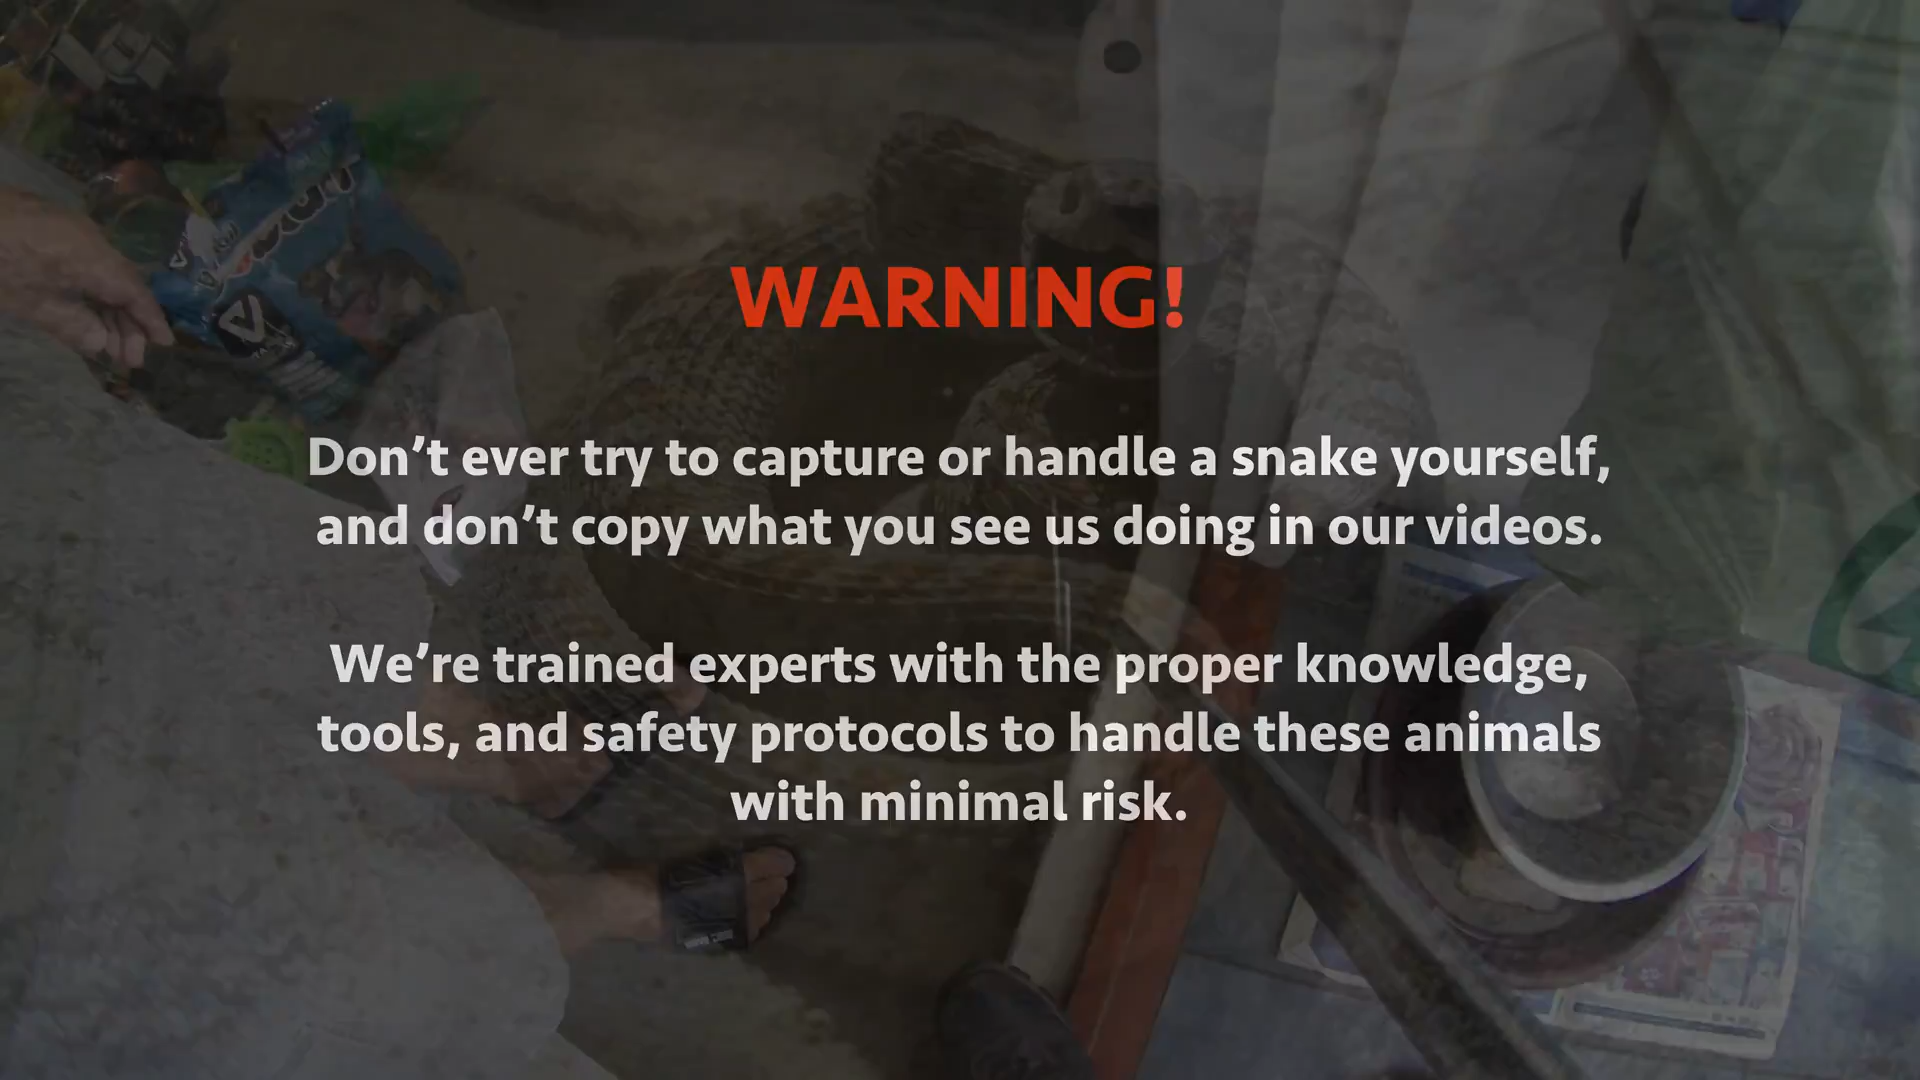 WARNING!
Don’t ever try to capture or handle a snake yourself,
and don’t copy what you see us doing in our videos.
We’re trained experts with the proper knowledge,
tools, and safety protocols to handle these animals
with minimal risk.